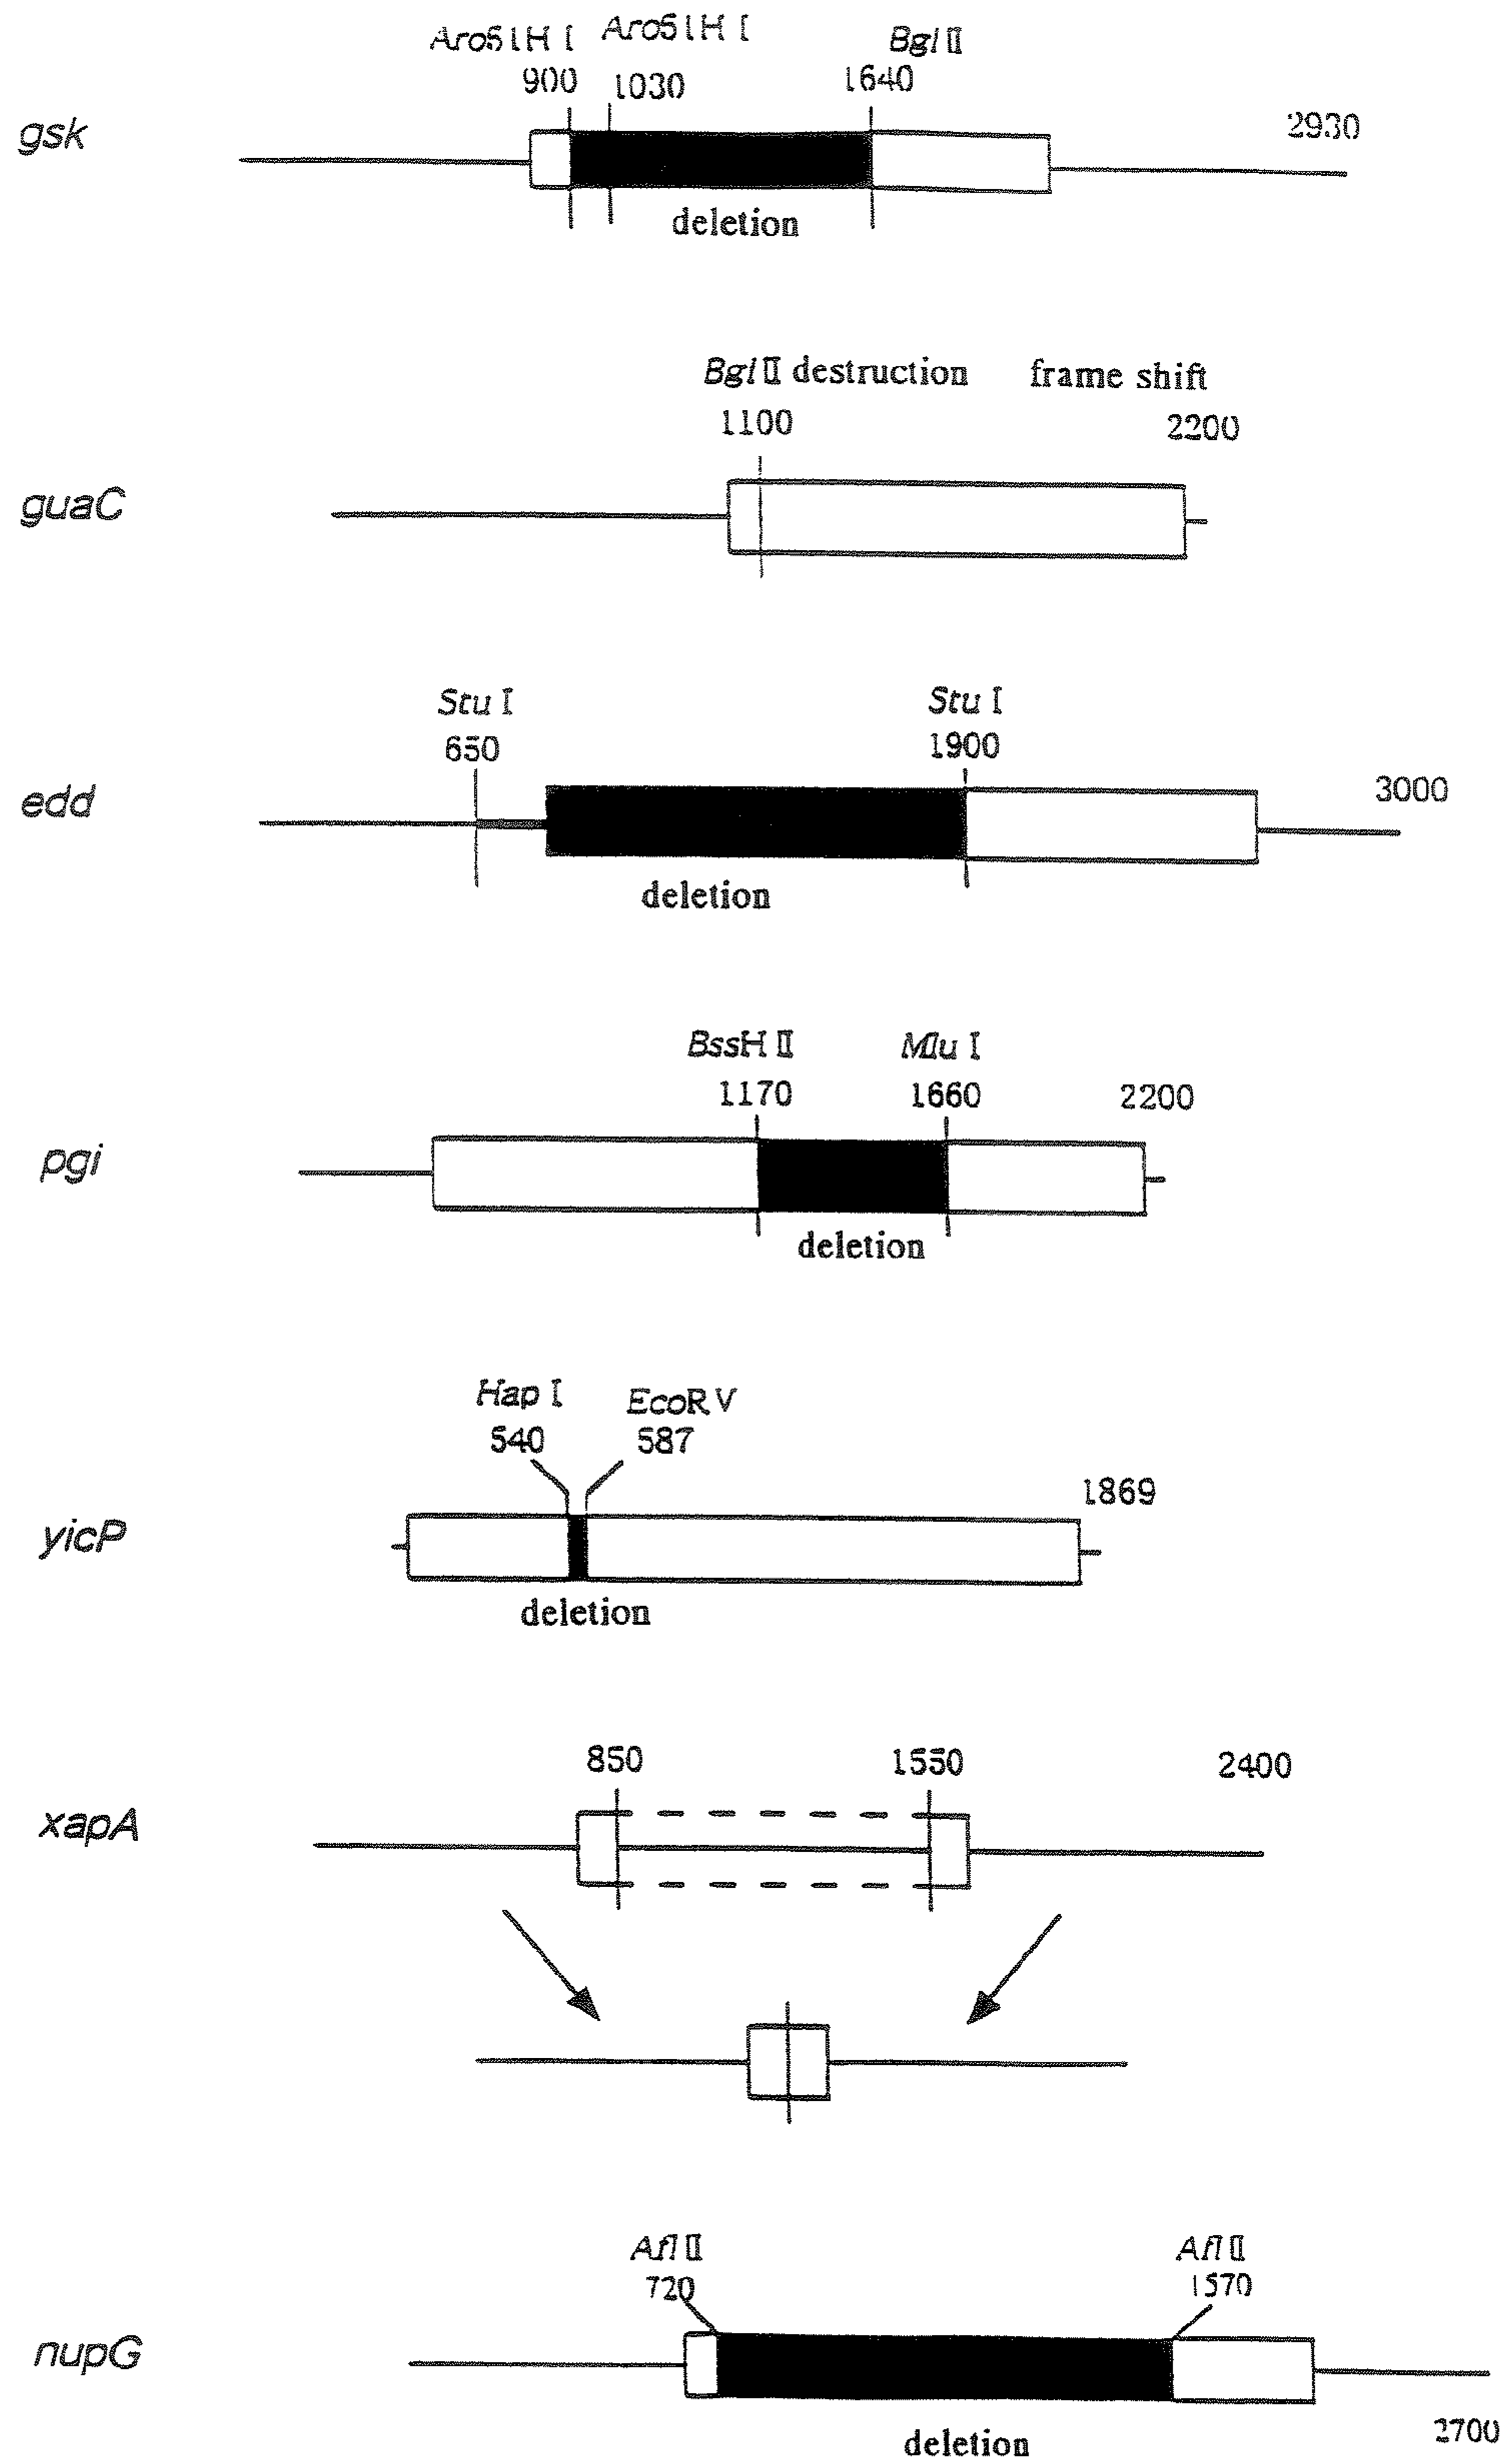 Aro51H I Aro51H I Bgl II
900 1030 1640
gsk 2930
deletion
Bgl II destruction frame shift
1100 2200
guaC
Stu I Stu I
650 1900
edd 3000
deletion
BssH II Mlu I
1170 1660 2200
pgi
deletion
Hap I EcoR V
540 587
1869
yicP
deletion
850 1550 2400
xapA
Afl II Afl II
720 1570
nupG
deletion 2700